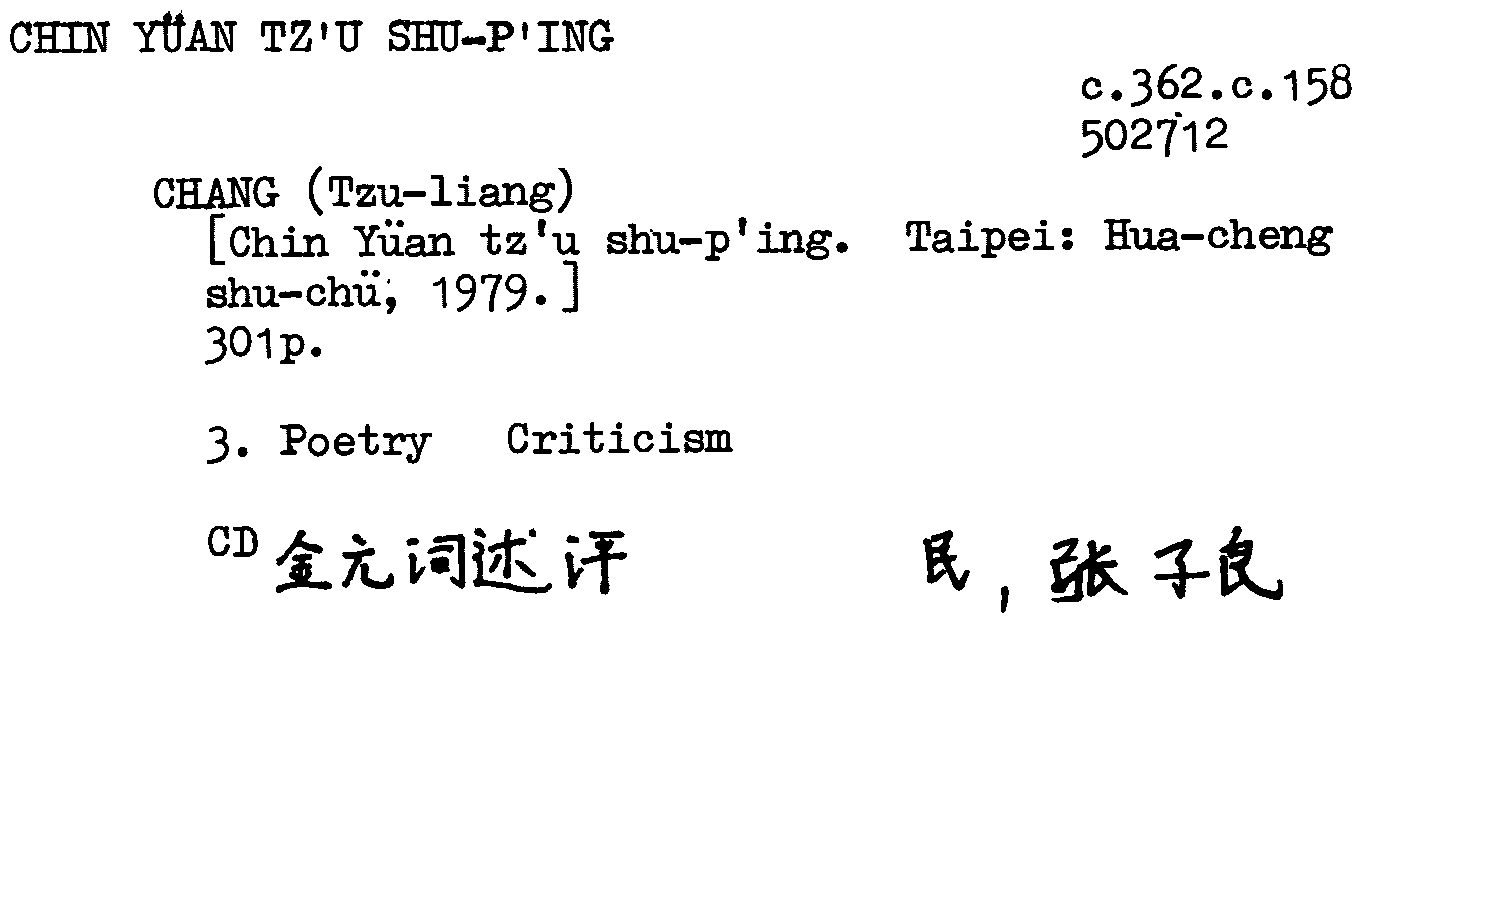 CHIN YÜAN TZ'U SHU-P'ING
c.362.c.158
502712
CHANG (Tzu-liang)
[Chin Yüan tz'u shu-p'ing. Taipei: Hua-cheng
shu-chü, 1979.]
301p.
3. Poetry Criticism
CD 金元词述评 民, 张子良